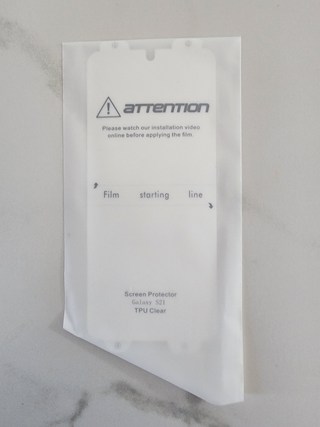 ATTENTION
Please watch our installation video
online before applying the film
Film starting line
Screen Protector
Galaxy S21
TPU Clear